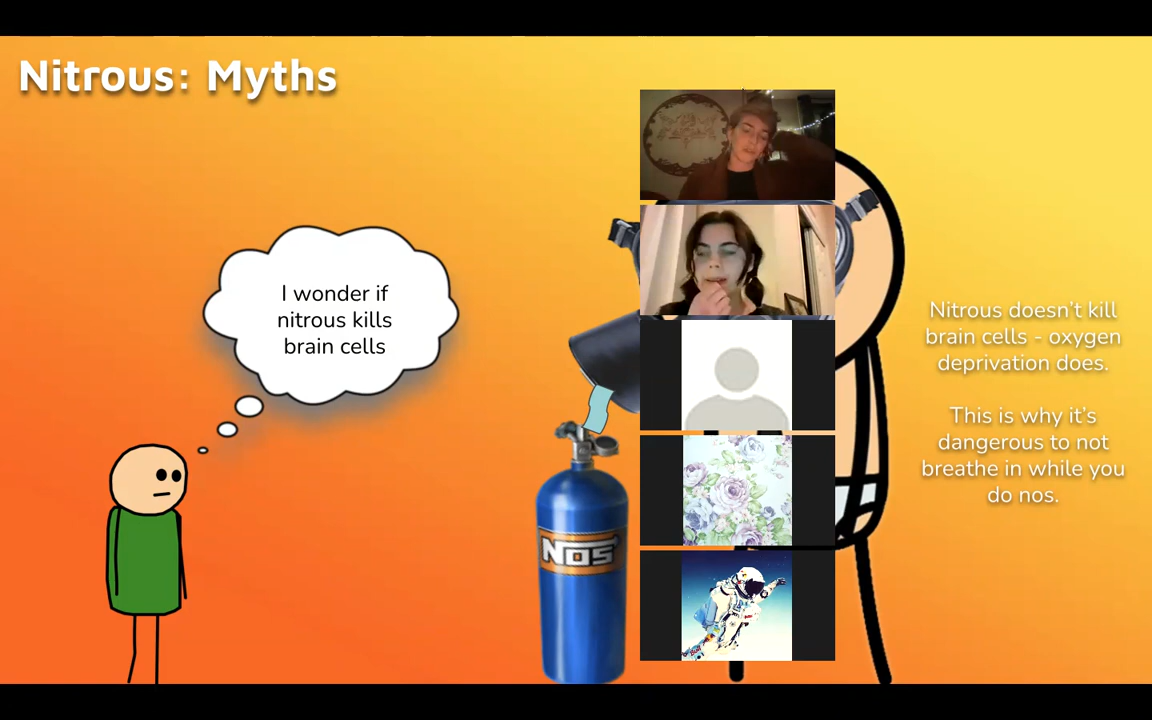 Nitrous: Myths
I wonder if
nitrous kills
brain cells
Nitrous doesn’t kill
brain cells - oxygen
deprivation does.
This is why it’s
dangerous to not
breathe in while you
do nos.
NOS